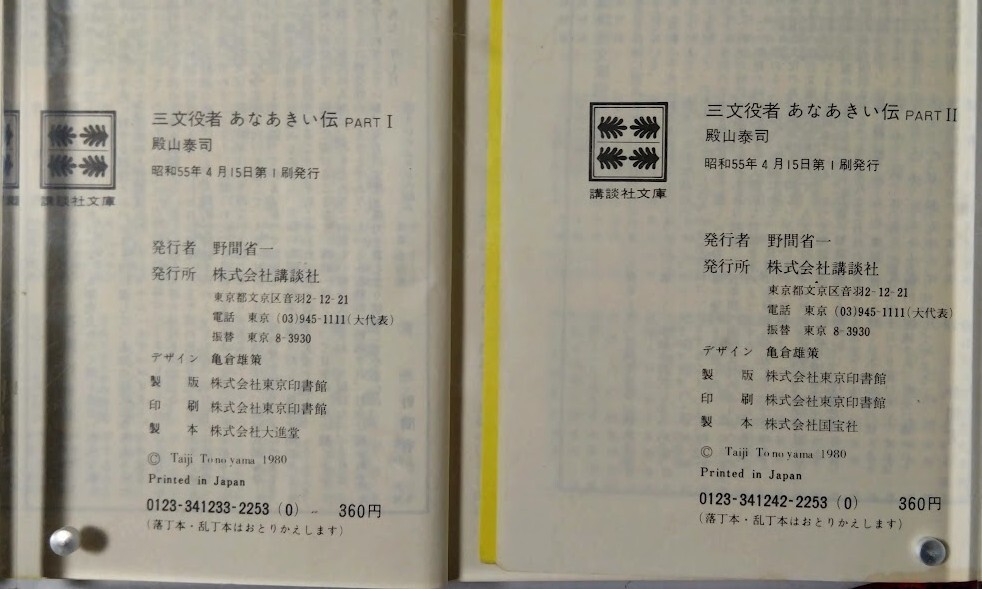 三文役者 あなあきい伝 PART I
殿山泰司
昭和55年4月15日第1刷発行
講談社文庫
発行者 野間省一
発行所 株式会社講談社
東京都文京区音羽2-12-21
電話 東京 (03)945-1111(大代表)
振替 東京 8-3930
デザイン 亀倉雄策
製版 株式会社東京印書館
印刷 株式会社東京印書館
製本 株式会社大進堂
© Taiji Tonoyama 1980
Printed in Japan
0123-341233-2253 (0) 360円
(落丁本・乱丁本はおとりかえします)
三文役者 あなあきい伝 PART II
殿山泰司
昭和55年4月15日第1刷発行
講談社文庫
発行者 野間省一
発行所 株式会社講談社
東京都文京区音羽2-12-21
電話 東京 (03)945-1111(大代表)
振替 東京 8-3930
デザイン 亀倉雄策
製版 株式会社東京印書館
印刷 株式会社東京印書館
製本 株式会社国宝社
© Taiji Tonoyama 1980
Printed in Japan
0123-341242-2253 (0) 360円
(落丁本・乱丁本はおとりかえします)